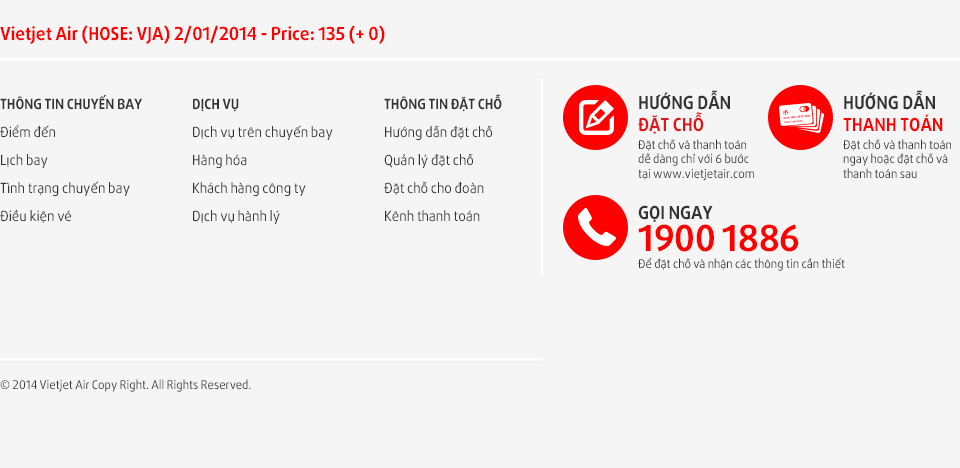 Vietjet Air (HOSE: VJA) 2/01/2014 - Price: 135 (+ 0)
THÔNG TIN CHUYẾN BAY
Điểm đến
Lịch bay
Tình trạng chuyến bay
Điều kiện vé
DỊCH VỤ
Dịch vụ trên chuyến bay
Hàng hóa
Khách hàng công ty
Dịch vụ hành lý
THÔNG TIN ĐẶT CHỖ
Hướng dẫn đặt chỗ
Quản lý đặt chỗ
Đặt chỗ cho đoàn
Kênh thanh toán
HƯỚNG DẪN
ĐẶT CHỖ
Đặt chỗ và thanh toán
dễ dàng chỉ với 6 bước
tại www.vietjetair.com
HƯỚNG DẪN
THANH TOÁN
Đặt chỗ và thanh toán
ngay hoặc đặt chỗ và
thanh toán sau
GỌI NGAY
1900 1886
Để đặt chỗ và nhận các thông tin cần thiết
© 2014 Vietjet Air Copy Right. All Rights Reserved.